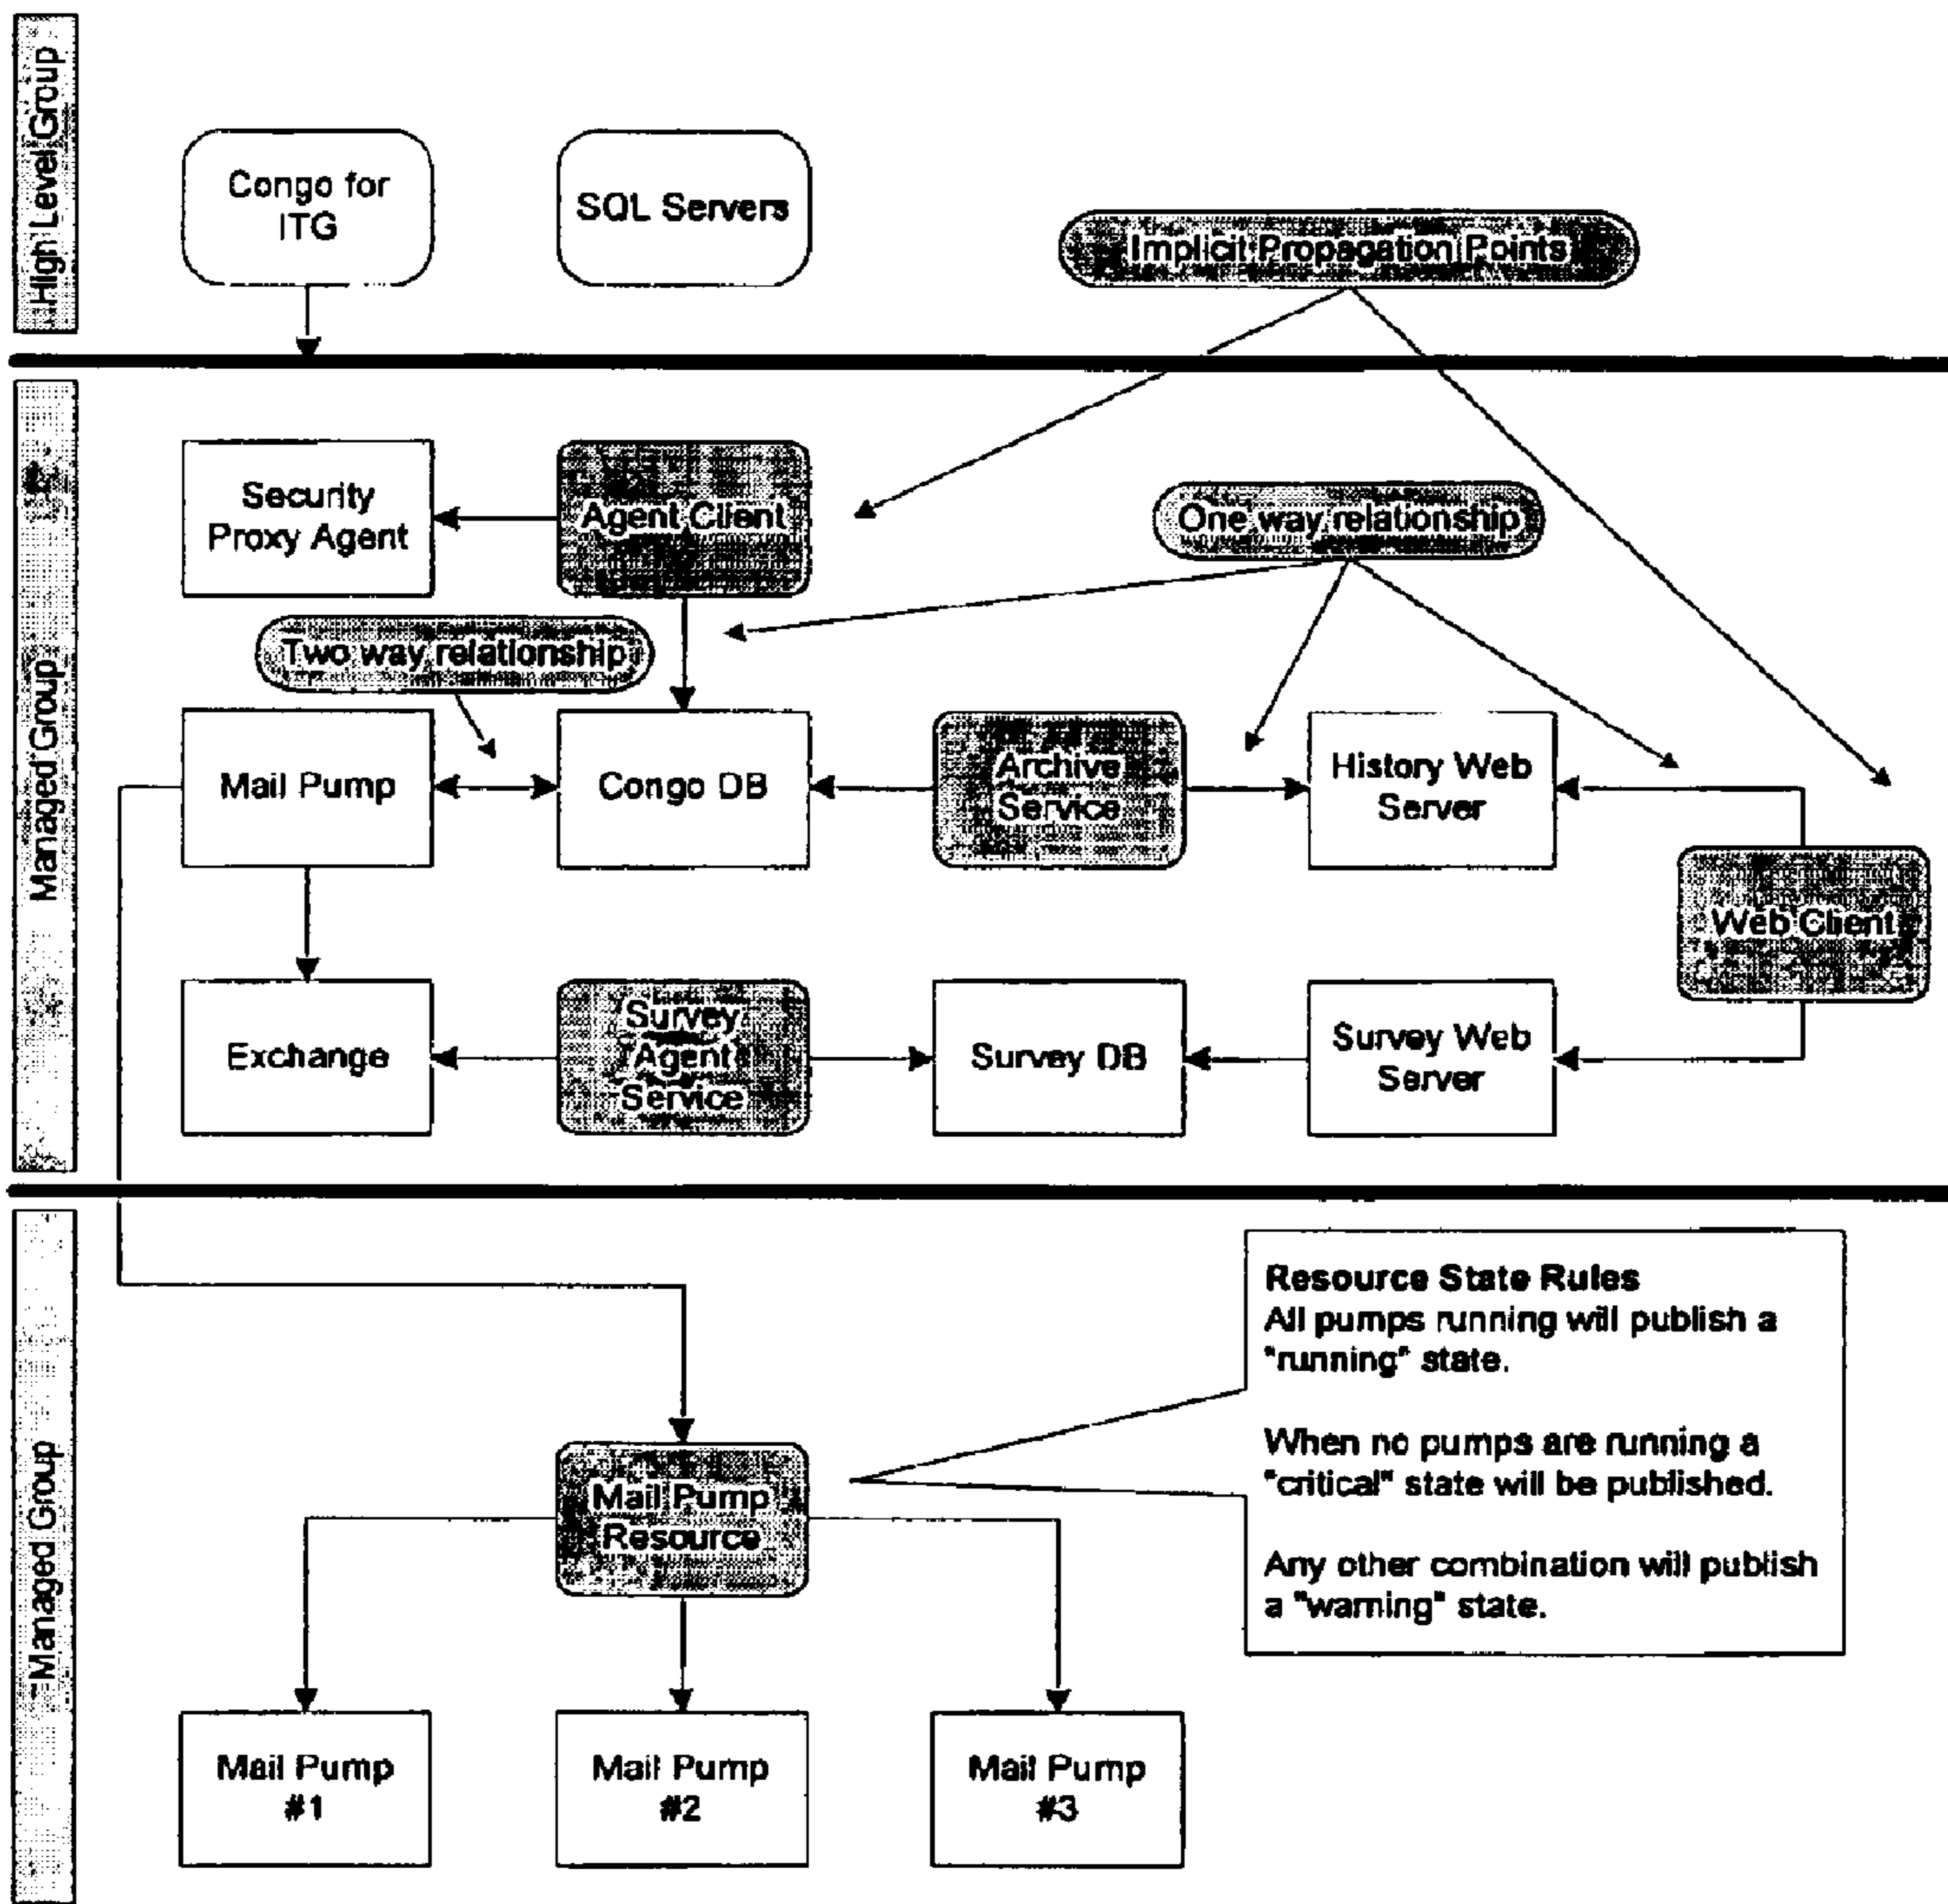 High Level Group
Congo for
ITG
SQL Servers
Implicit Propagation Points
Managed Group
Security
Proxy Agent
Agent Client
One way relationship
Two way relationship
Mail Pump
Congo DB
Archive
Service
History Web
Server
Web Client
Exchange
Survey
Agent
Service
Survey DB
Survey Web
Server
Managed Group
Resource State Rules
All pumps running will publish a
"running" state.
When no pumps are running a
"critical" state will be published.
Any other combination will publish
a "warning" state.
Mail Pump
Resource
Mail Pump
#1
Mail Pump
#2
Mail Pump
#3